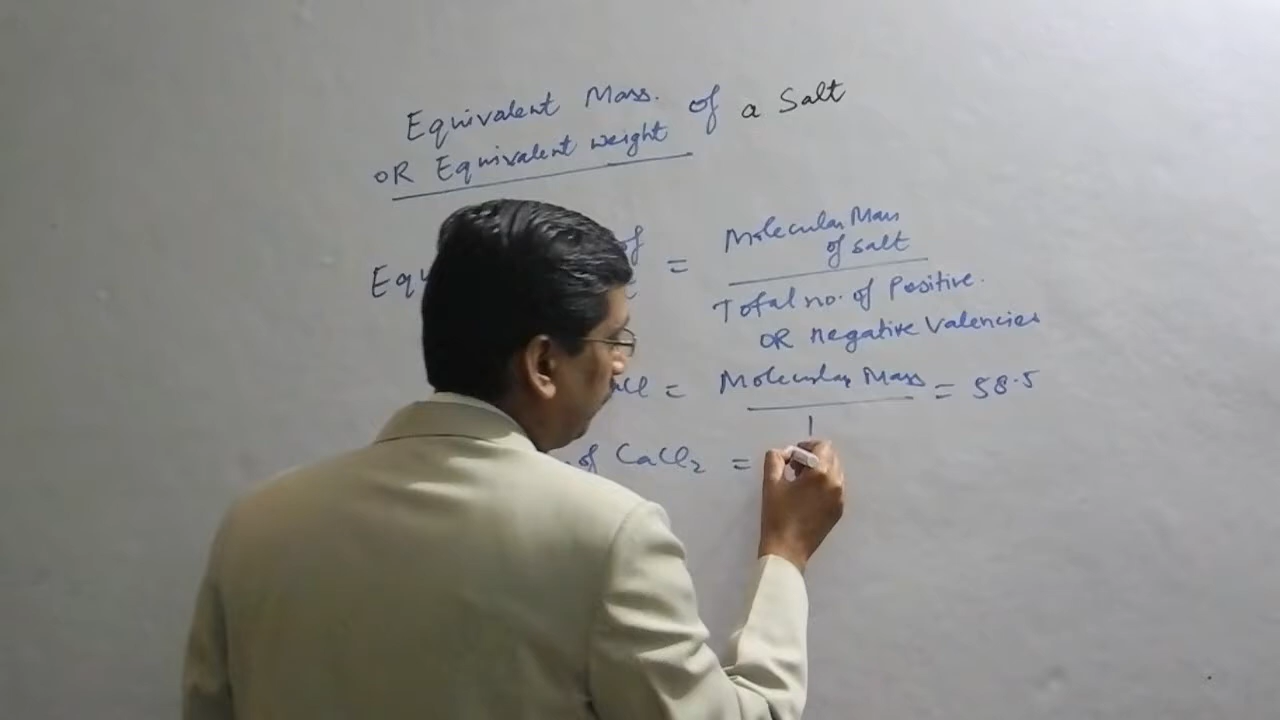 Equivalent Mass. of a Salt
OR Equivalent weight
of = Molecular Mass
of salt
Total no. of Positive.
OR negative Valencies
= Molecular Mass = 58.5
1
of CaCl₂ =